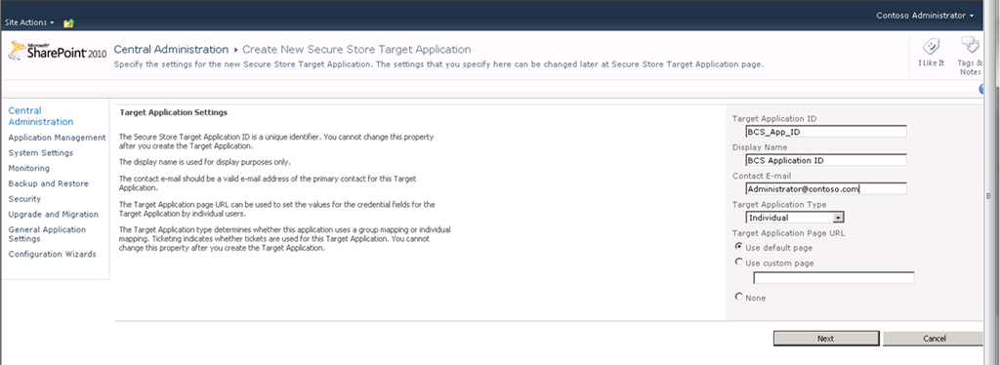 Site Actions
Contoso Administrator
Microsoft
SharePoint 2010
Central Administration ▸ Create New Secure Store Target Application
Specify the settings for the new Secure Store Target Application. The settings that you specify here can be changed later at Secure Store Target Application page.
I Like It
Tags &
Notes
Central
Administration
Application Management
System Settings
Monitoring
Backup and Restore
Security
Upgrade and Migration
General Application
Settings
Configuration Wizards
Target Application Settings
The Secure Store Target Application ID is a unique identifier. You cannot change this property
after you create the Target Application.
The display name is used for display purposes only.
The contact e-mail should be a valid e-mail address of the primary contact for this Target
Application.
The Target Application page URL can be used to set the values for the credential fields for the
Target Application by individual users.
The Target Application type determines whether this application uses a group mapping or individual
mapping. Ticketing indicates whether tickets are used for this Target Application. You cannot
change this property after you create the Target Application.
Target Application ID
BCS_App_ID
Display Name
BCS Application ID
Contact E-mail
Administrator@contoso.com
Target Application Type
Individual
Target Application Page URL
Use default page
Use custom page
None
Next
Cancel